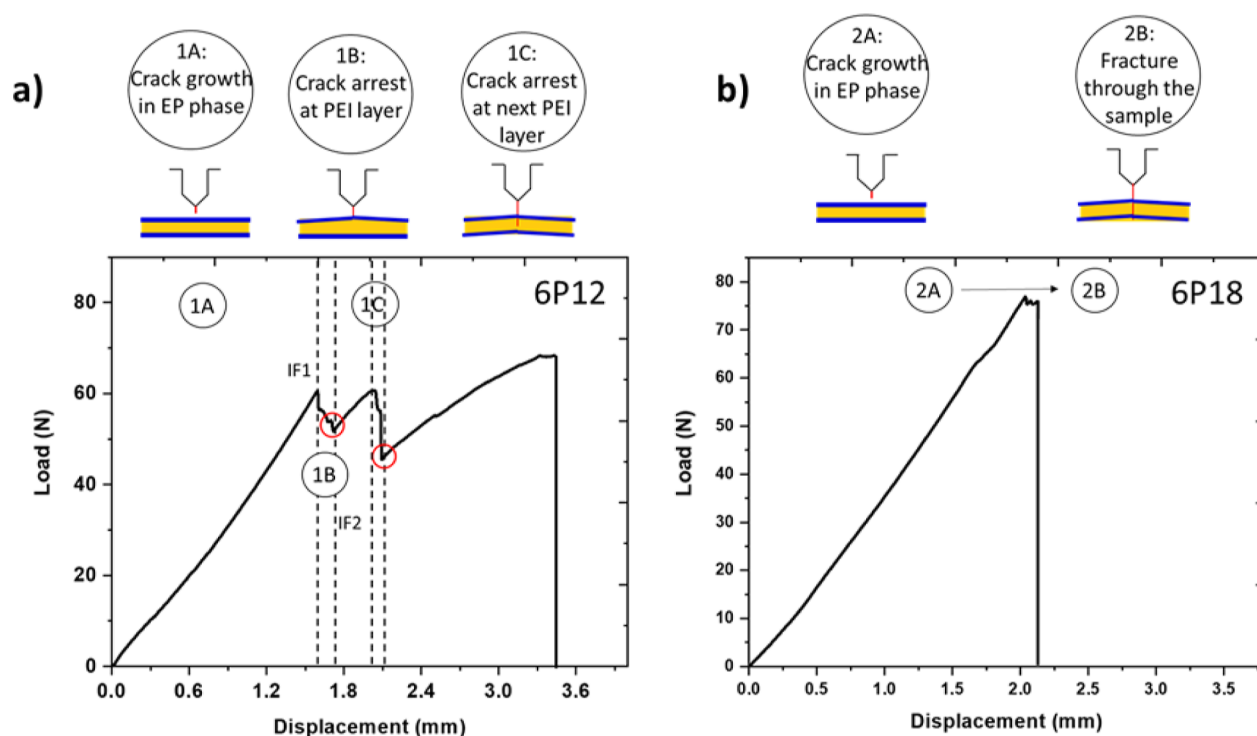 a)
1A:
Crack growth
in EP phase
1B:
Crack arrest
at PEI layer
1C:
Crack arrest
at next PEI
layer
6P12
1A
1C
IF1
1B
IF2
80
60
40
20
0
Load (N)
0.0 0.6 1.2 1.8 2.4 3.0 3.6
Displacement (mm)
b)
2A:
Crack growth
in EP phase
2B:
Fracture
through the
sample
2A
2B
6P18
80
70
60
50
40
30
20
10
0
Load (N)
0.0 0.5 1.0 1.5 2.0 2.5 3.0 3.5
Displacement (mm)